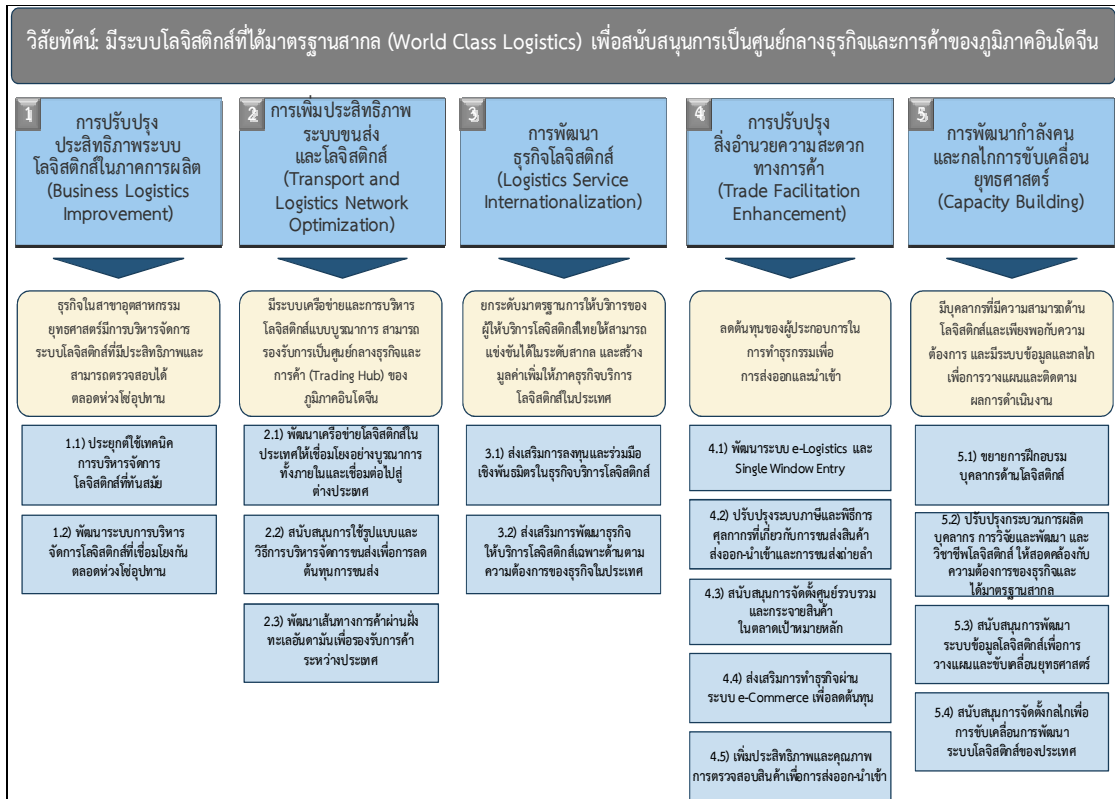 วิสัยทัศน์: มีระบบโลจิสติกส์ที่ได้มาตรฐานสากล (World Class Logistics) เพื่อสนับสนุนการเป็นศูนย์กลางธุรกิจและการค้าของภูมิภาคอินโดจีน
1
การปรับปรุง
ประสิทธิภาพระบบ
โลจิสติกส์ในภาคการผลิต
(Business Logistics
Improvement)
ธุรกิจในสาขาอุตสาหกรรม
ยุทธศาสตร์มีการบริหารจัดการ
ระบบโลจิสติกส์ที่มีประสิทธิภาพและ
สามารถตรวจสอบได้
ตลอดห่วงโซ่อุปทาน
1.1) ประยุกต์ใช้เทคนิค
การบริหารจัดการ
โลจิสติกส์ที่ทันสมัย
1.2) พัฒนาระบบการบริหาร
จัดการโลจิสติกส์ที่เชื่อมโยงกัน
ตลอดห่วงโซ่อุปทาน
2
การเพิ่มประสิทธิภาพ
ระบบขนส่ง
และโลจิสติกส์
(Transport and
Logistics Network
Optimization)
มีระบบเครือข่ายและการบริหาร
โลจิสติกส์แบบบูรณาการ สามารถ
รองรับการเป็นศูนย์กลางธุรกิจและ
การค้า (Trading Hub) ของ
ภูมิภาคอินโดจีน
2.1) พัฒนาเครือข่ายโลจิสติกส์ใน
ประเทศให้เชื่อมโยงอย่างบูรณาการ
ทั้งภายในและเชื่อมต่อไปสู่
ต่างประเทศ
2.2) สนับสนุนการใช้รูปแบบและ
วิธีการบริหารจัดการขนส่งเพื่อการลด
ต้นทุนการขนส่ง
2.3) พัฒนาเส้นทางการค้าผ่านฝั่ง
ทะเลอันดามันเพื่อรองรับการค้า
ระหว่างประเทศ
3
การพัฒนา
ธุรกิจโลจิสติกส์
(Logistics Service
Internationalization)
ยกระดับมาตรฐานการให้บริการของ
ผู้ให้บริการโลจิสติกส์ไทยให้สามารถ
แข่งขันได้ในระดับสากล และสร้าง
มูลค่าเพิ่มให้ภาคธุรกิจบริการ
โลจิสติกส์ในประเทศ
3.1) ส่งเสริมการลงทุนและร่วมมือ
เชิงพันธมิตรในธุรกิจบริการโลจิสติกส์
3.2) ส่งเสริมการพัฒนาธุรกิจ
ให้บริการโลจิสติกส์เฉพาะด้านตาม
ความต้องการของธุรกิจในประเทศ
4
การปรับปรุง
สิ่งอำนวยความสะดวก
ทางการค้า
(Trade Facilitation
Enhancement)
ลดต้นทุนของผู้ประกอบการใน
การทำธุรกรรมเพื่อ
การส่งออกและนำเข้า
4.1) พัฒนาระบบ e-Logistics และ
Single Window Entry
4.2) ปรับปรุงระบบภาษีและพิธีการ
ศุลกากรที่เกี่ยวกับการขนส่งสินค้า
ส่งออก-นำเข้าและการขนส่งถ่ายลำ
4.3) สนับสนุนการจัดตั้งศูนย์รวบรวม
และกระจายสินค้า
ในตลาดเป้าหมายหลัก
4.4) ส่งเสริมการทำธุรกิจผ่าน
ระบบ e-Commerce เพื่อลดต้นทุน
4.5) เพิ่มประสิทธิภาพและคุณภาพ
การตรวจสอบสินค้าเพื่อการส่งออก-นำเข้า
5
การพัฒนากำลังคน
และกลไกการขับเคลื่อน
ยุทธศาสตร์
(Capacity Building)
มีบุคลากรที่มีความสามารถด้าน
โลจิสติกส์และเพียงพอกับความ
ต้องการ และมีระบบข้อมูลและกลไก
เพื่อการวางแผนและติดตาม
ผลการดำเนินงาน
5.1) ขยายการฝึกอบรม
บุคลากรด้านโลจิสติกส์
5.2) ปรับปรุงกระบวนการผลิต
บุคลากร การวิจัยและพัฒนา และ
วิชาชีพโลจิสติกส์ ให้สอดคล้องกับ
ความต้องการของธุรกิจและ
ได้มาตรฐานสากล
5.3) สนับสนุนการพัฒนา
ระบบข้อมูลโลจิสติกส์เพื่อการ
วางแผนและขับเคลื่อนยุทธศาสตร์
5.4) สนับสนุนการจัดตั้งกลไกเพื่อ
การขับเคลื่อนการพัฒนา
ระบบโลจิสติกส์ของประเทศ